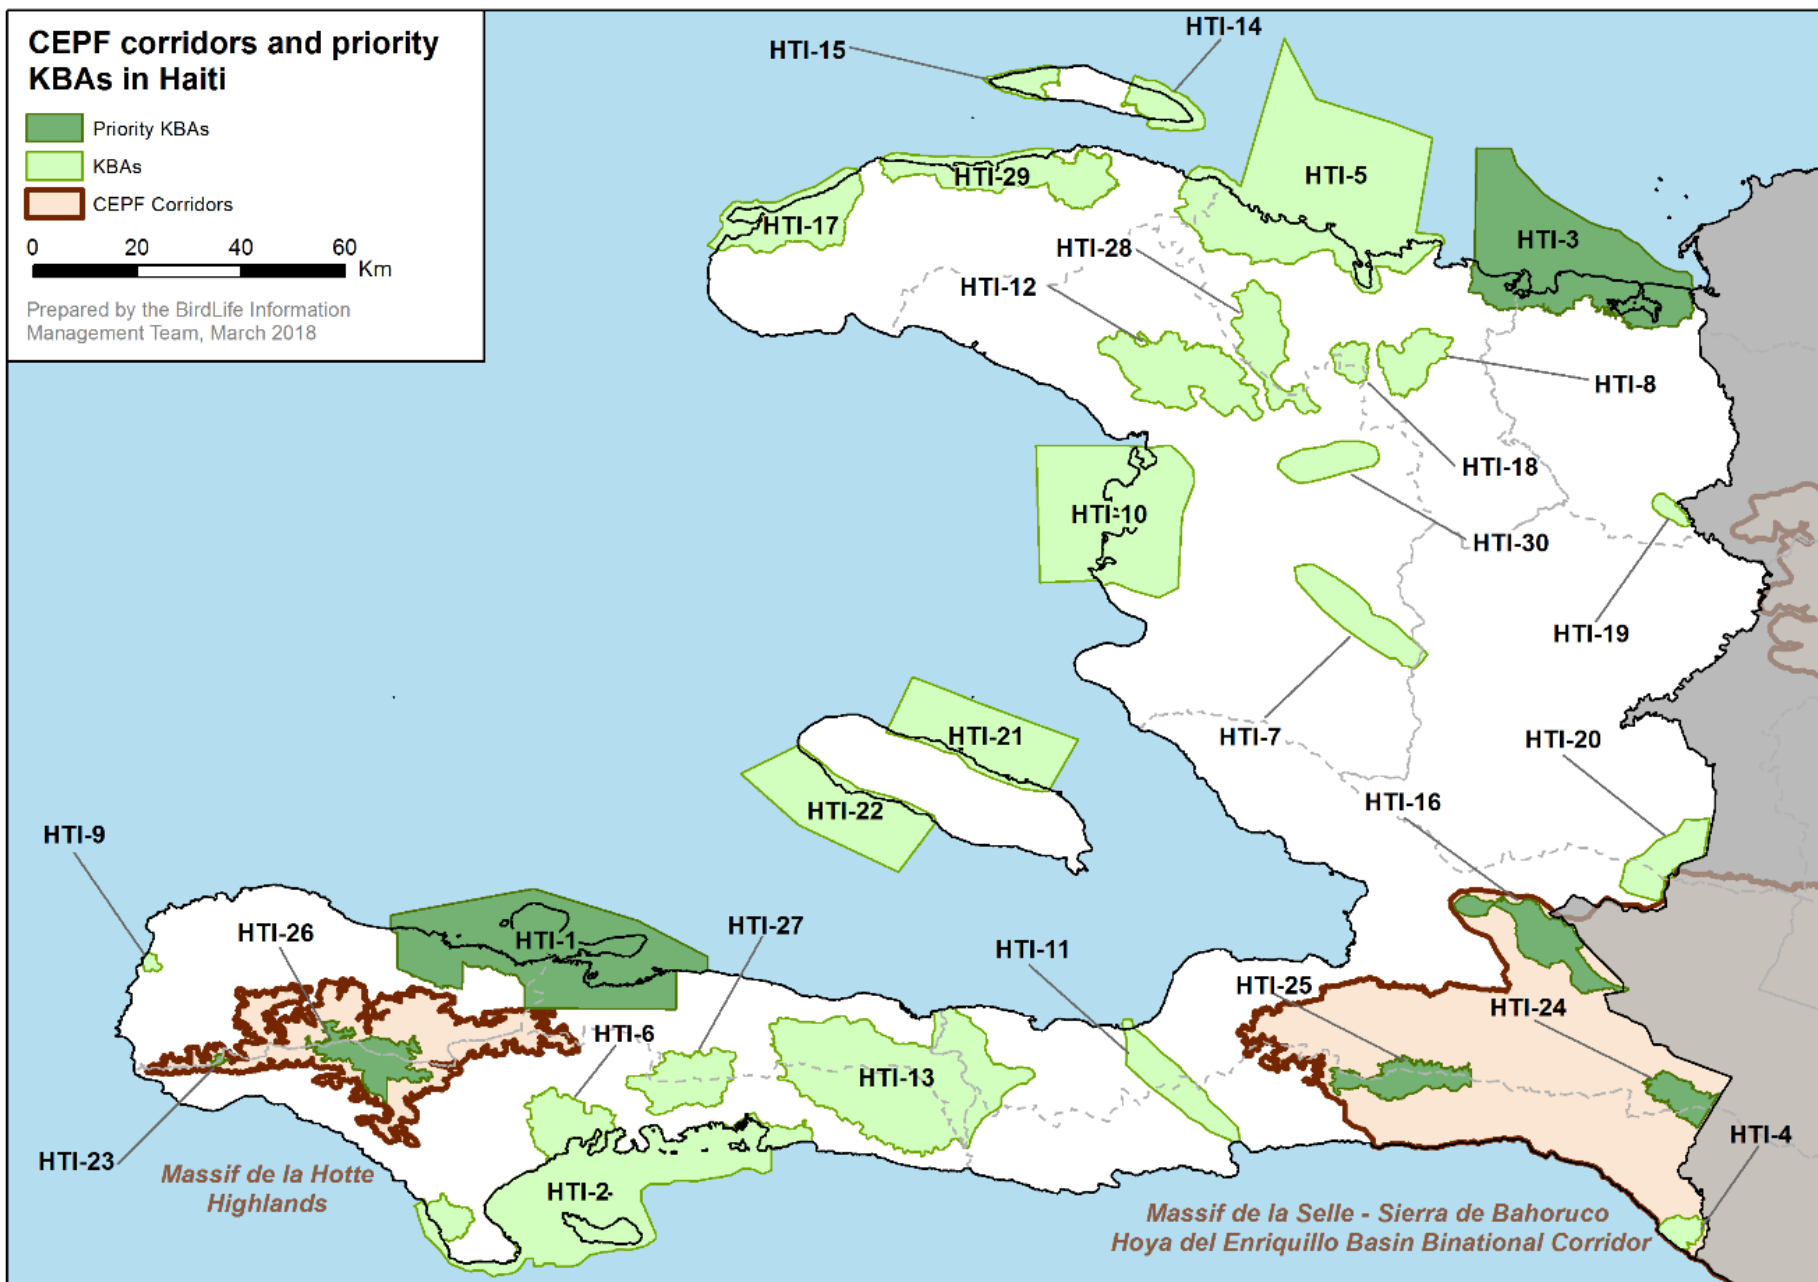 CEPF corridors and priority
KBAs in Haiti
Priority KBAs
KBAs
CEPF Corridors
0 20 40 60
Km
Prepared by the BirdLife Information
Management Team, March 2018
HTI-14
HTI-15
HTI-29
HTI-5
HTI-17
HTI-3
HTI-28
HTI-12
HTI-8
HTI-18
HTI-10
HTI-30
HTI-19
HTI-21
HTI-7
HTI-20
HTI-16
HTI-22
HTI-9
HTI-26
HTI-1
HTI-27
HTI-11
HTI-25
HTI-24
HTI-6
HTI-13
HTI-4
HTI-23
Massif de la Hotte
Highlands
HTI-2
Massif de la Selle - Sierra de Bahoruco
Hoya del Enriquillo Basin Binational Corridor